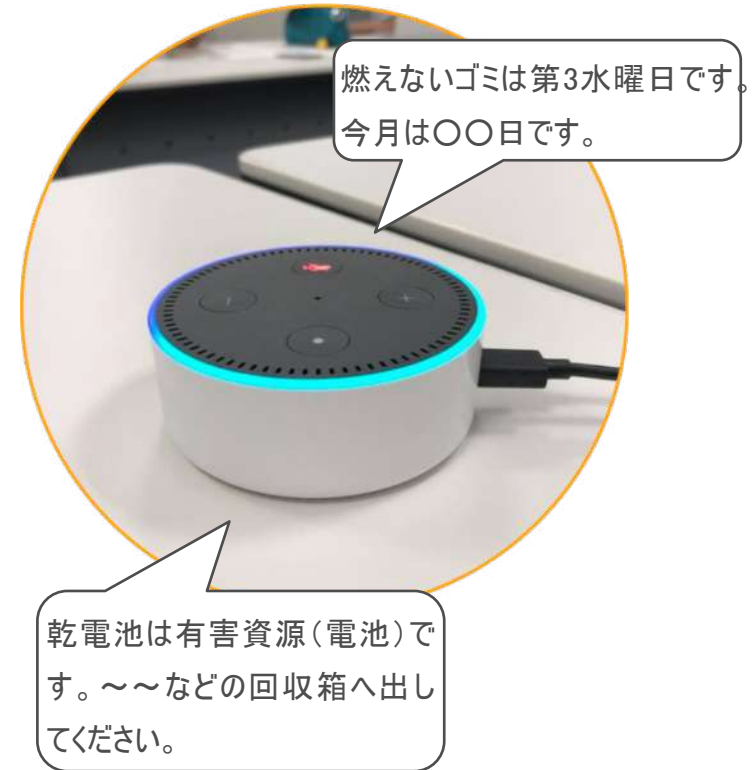 燃えないゴミは第3水曜日です。
今月は〇〇日です。
乾電池は有害資源（電池）で
す。～～などの回収箱へ出し
てください。